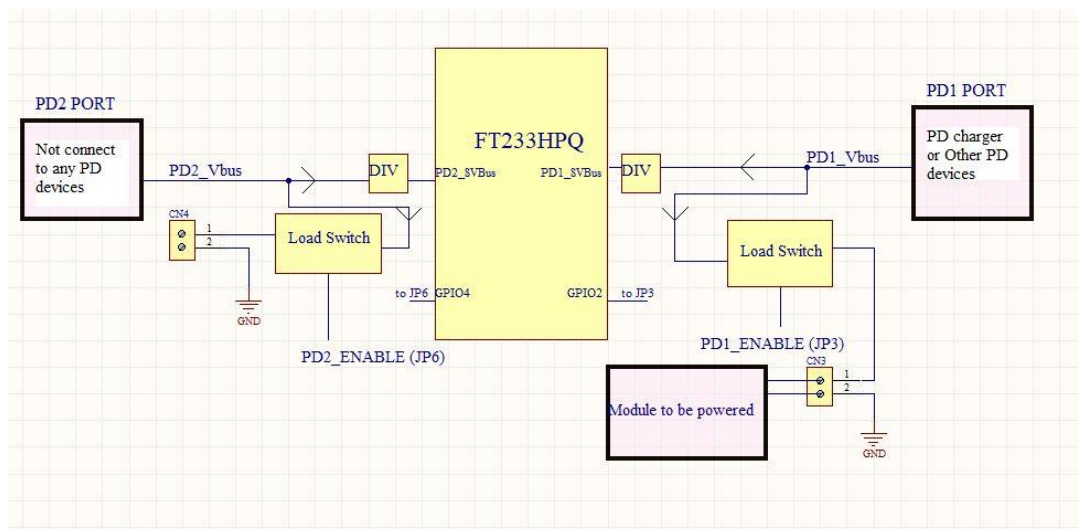 PD2 PORT
Not connect
to any PD
devices
PD2_Vbus
DIV
PD2_SVBus
CN4
1
2
Load Switch
GND
PD2_ENABLE (JP6)
to JP6
GPIO4
FT233HPQ
PD1_SVBus
DIV
GPIO2
to JP3
PD1_Vbus
PD1 PORT
PD charger
or Other PD
devices
Load Switch
PD1_ENABLE (JP3)
CN3
1
2
Module to be powered
GND